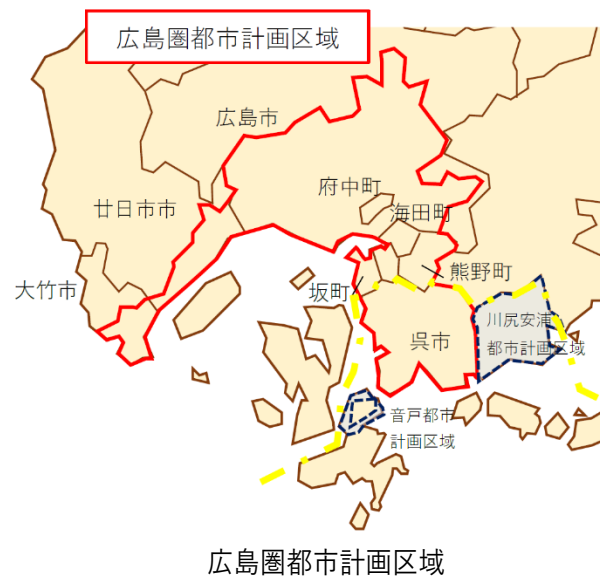 広島圏都市計画区域
広島市
府中町
海田町
廿日市市
熊野町
大竹市
坂町
川尻安浦
都市計画区域
呉市
音戸都市
計画区域
広島圏都市計画区域